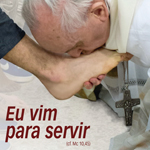 Eu vim
para servir
(cf. Mc 10,45)